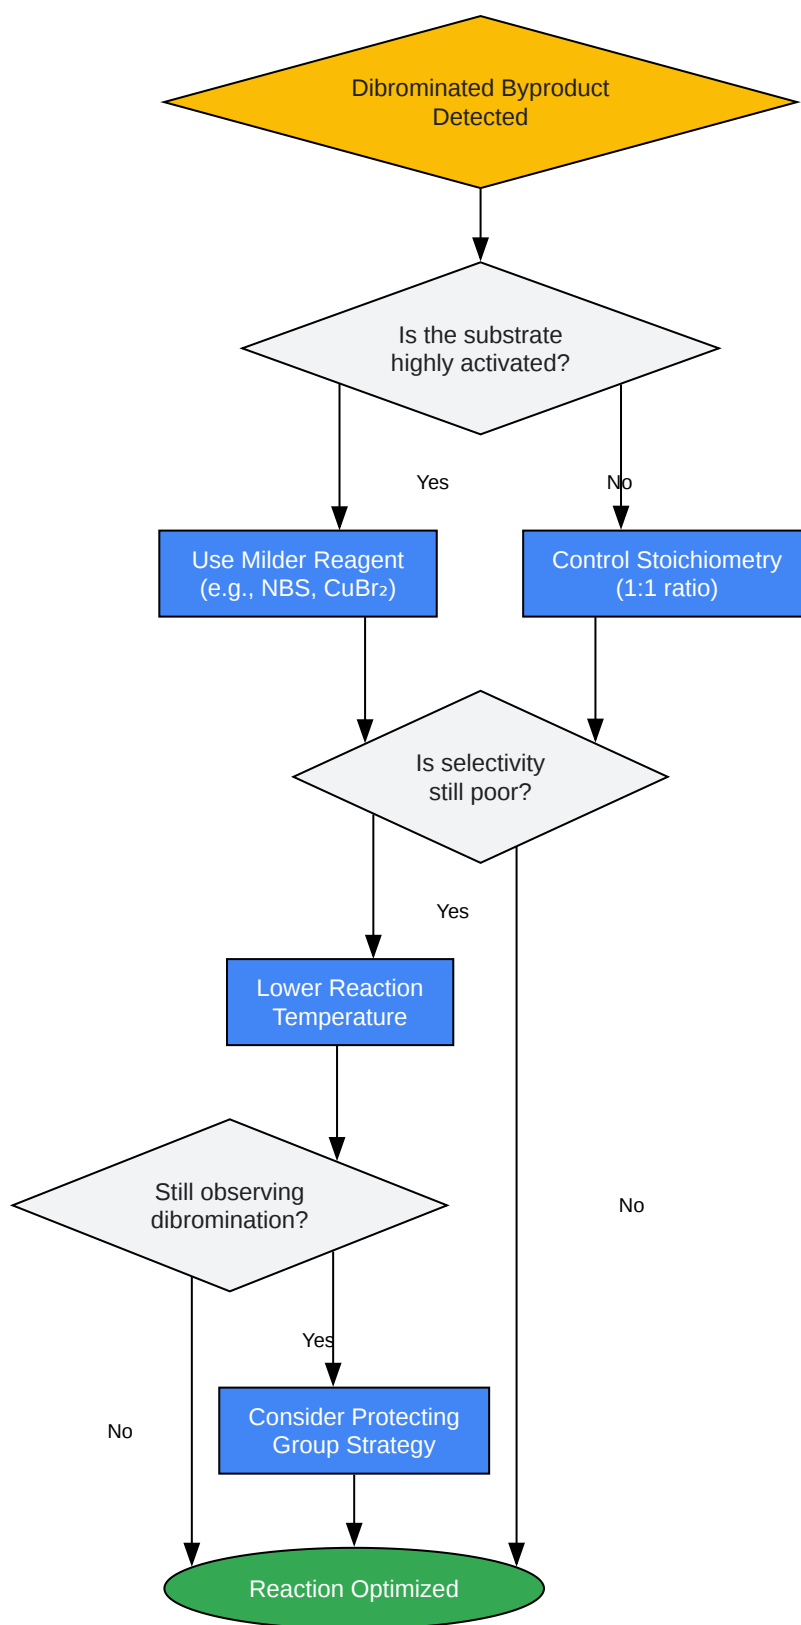 Dibrominated Byproduct
Detected
Is the substrate
highly activated?
Yes
No
Use Milder Reagent
(e.g., NBS, CuBr₂)
Control Stoichiometry
(1:1 ratio)
Is selectivity
still poor?
Yes
Lower Reaction
Temperature
Still observing
dibromination?
No
Yes
Consider Protecting
Group Strategy
No
Reaction Optimized